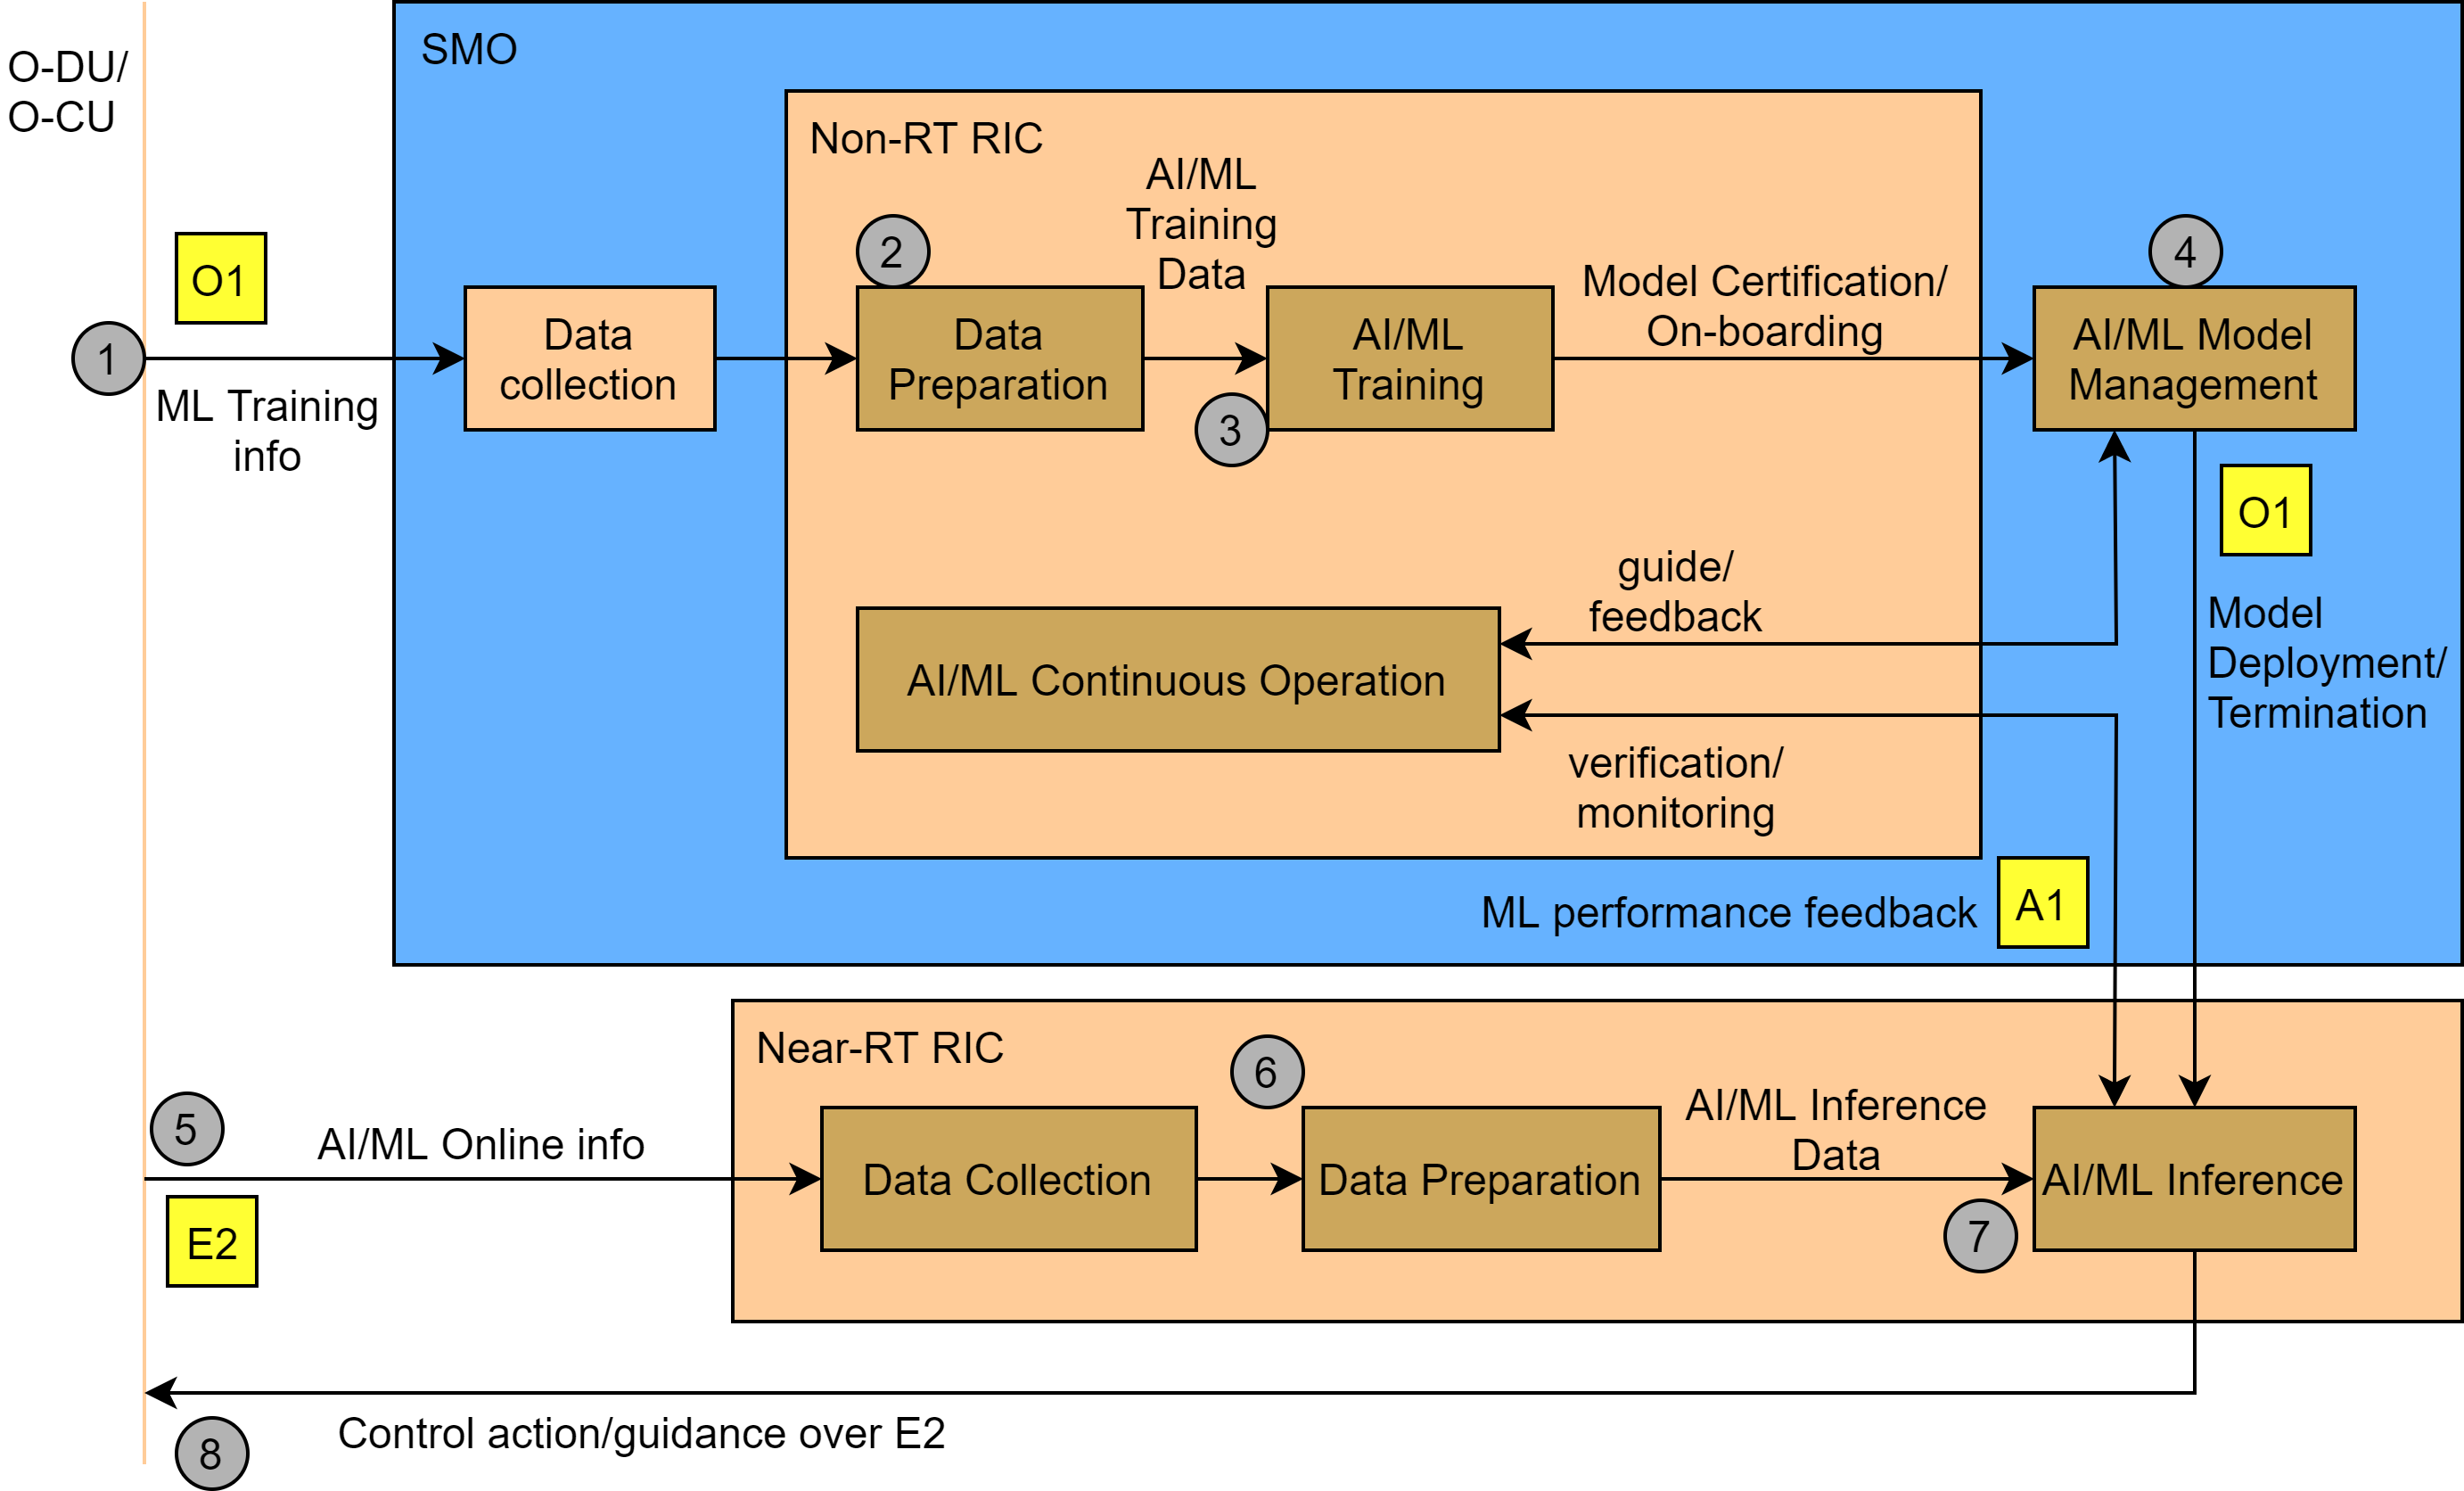 O-DU/
O-CU
SMO
Non-RT RIC
O1
1
ML Training
info
Data
collection
2
Data
Preparation
AI/ML
Training
Data
3
AI/ML
Training
Model Certification/
On-boarding
4
AI/ML Model
Management
O1
Model
Deployment/
Termination
guide/
feedback
AI/ML Continuous Operation
verification/
monitoring
ML performance feedback
A1
Near-RT RIC
5
AI/ML Online info
E2
Data Collection
6
Data Preparation
AI/ML Inference
Data
7
AI/ML Inference
Control action/guidance over E2
8